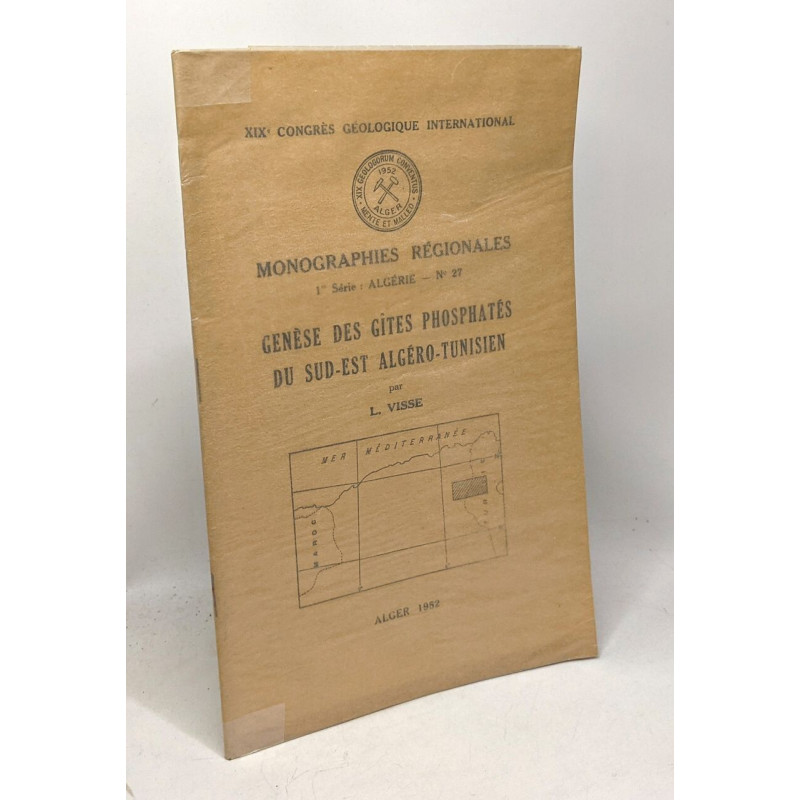 XIXᵉ CONGRÈS GÉOLOGIQUE INTERNATIONAL
XIX GEOLOGORUM CONVENTUS
1952
ALGER
MENTE ET MALLEO
MONOGRAPHIES RÉGIONALES
1ʳᵉ Série : ALGÉRIE — Nº 27
GENÈSE DES GÎTES PHOSPHATÉS
DU SUD-EST ALGÉRO-TUNISIEN
par
L. VISSE
MER MÉDITERRANÉE
MAROC
ALGER 1952